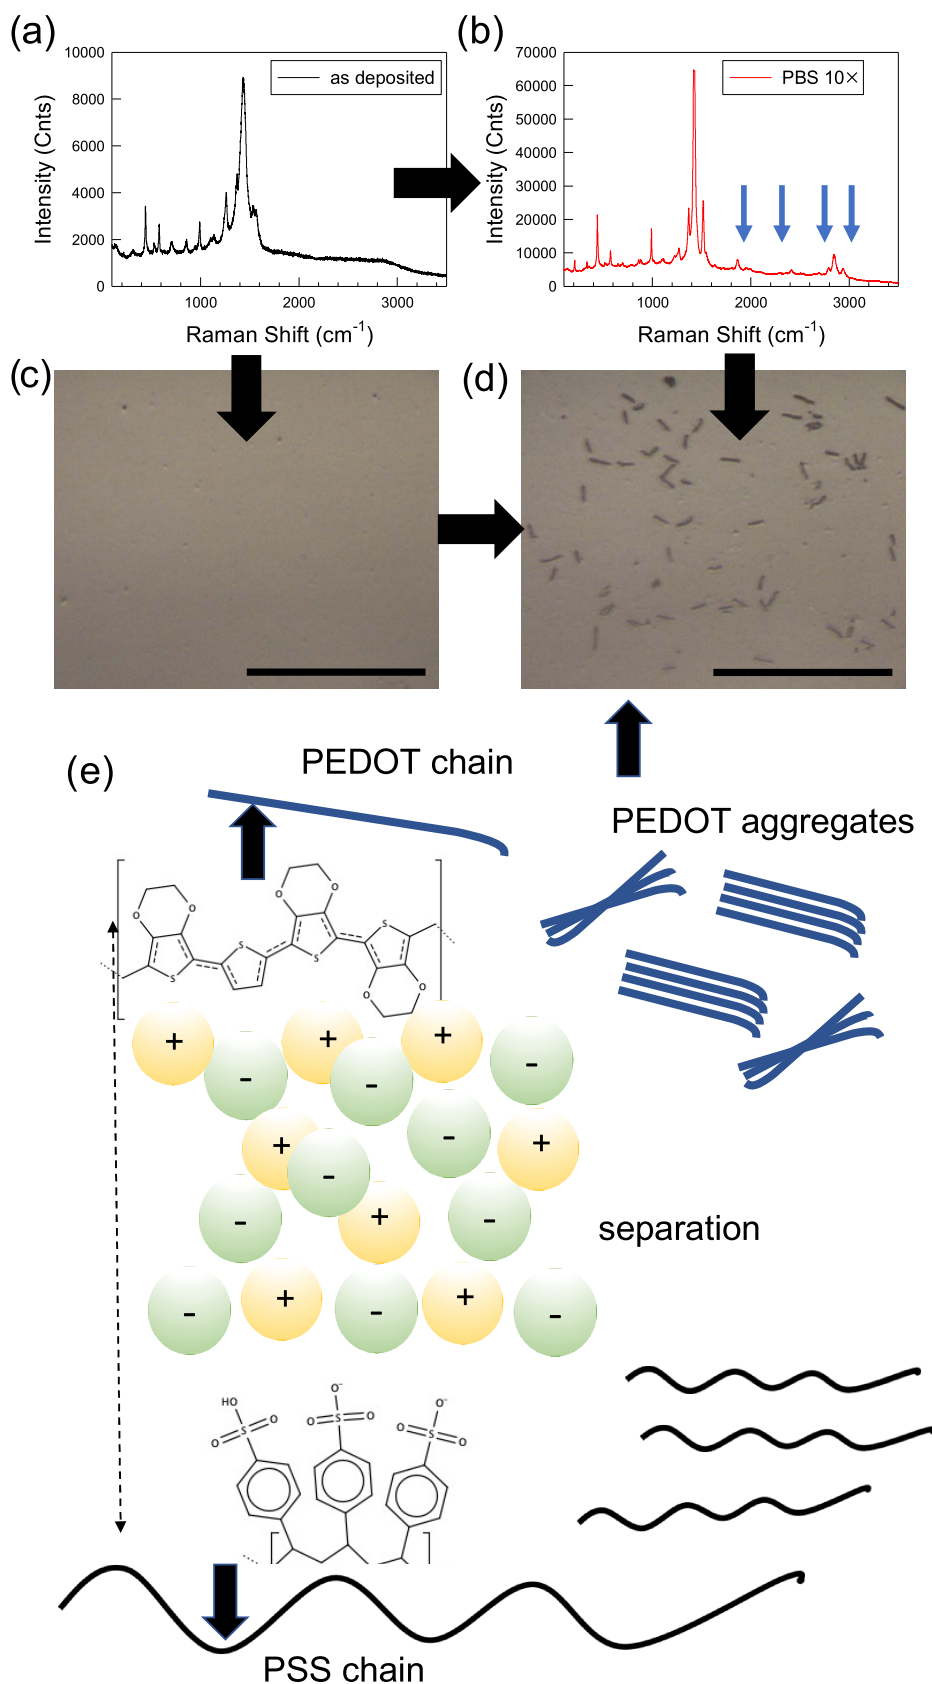 (a)
10000
8000
6000
4000
2000
0
Intensity (Cnts)
as deposited
1000
2000
3000
Raman Shift (cm-1)
(b)
70000
60000
50000
40000
30000
20000
10000
0
Intensity (Cnts)
PBS 10×
1000
2000
3000
Raman Shift (cm-1)
(c)
(d)
(e)
PEDOT chain
PEDOT aggregates
O
O
S
S
O
O
S
S
O
O
+
+
+
-
-
-
-
+
+
-
-
+
-
-
+
+
-
-
-
separation
HO
O
S
O
O-
O
S
O
O-
O
S
O
PSS chain